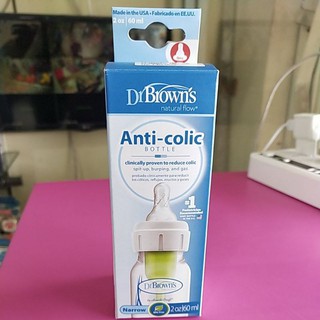 Made in the USA • Fabricado en EE.UU.
2 oz | 60 ml
Dr Brown's
natural flow®
Anti-colic
BOTTLE
clinically proven to reduce colic
spit-up, burping, and gas
#1
Dr Brown's
Narrow
2 oz|60 ml